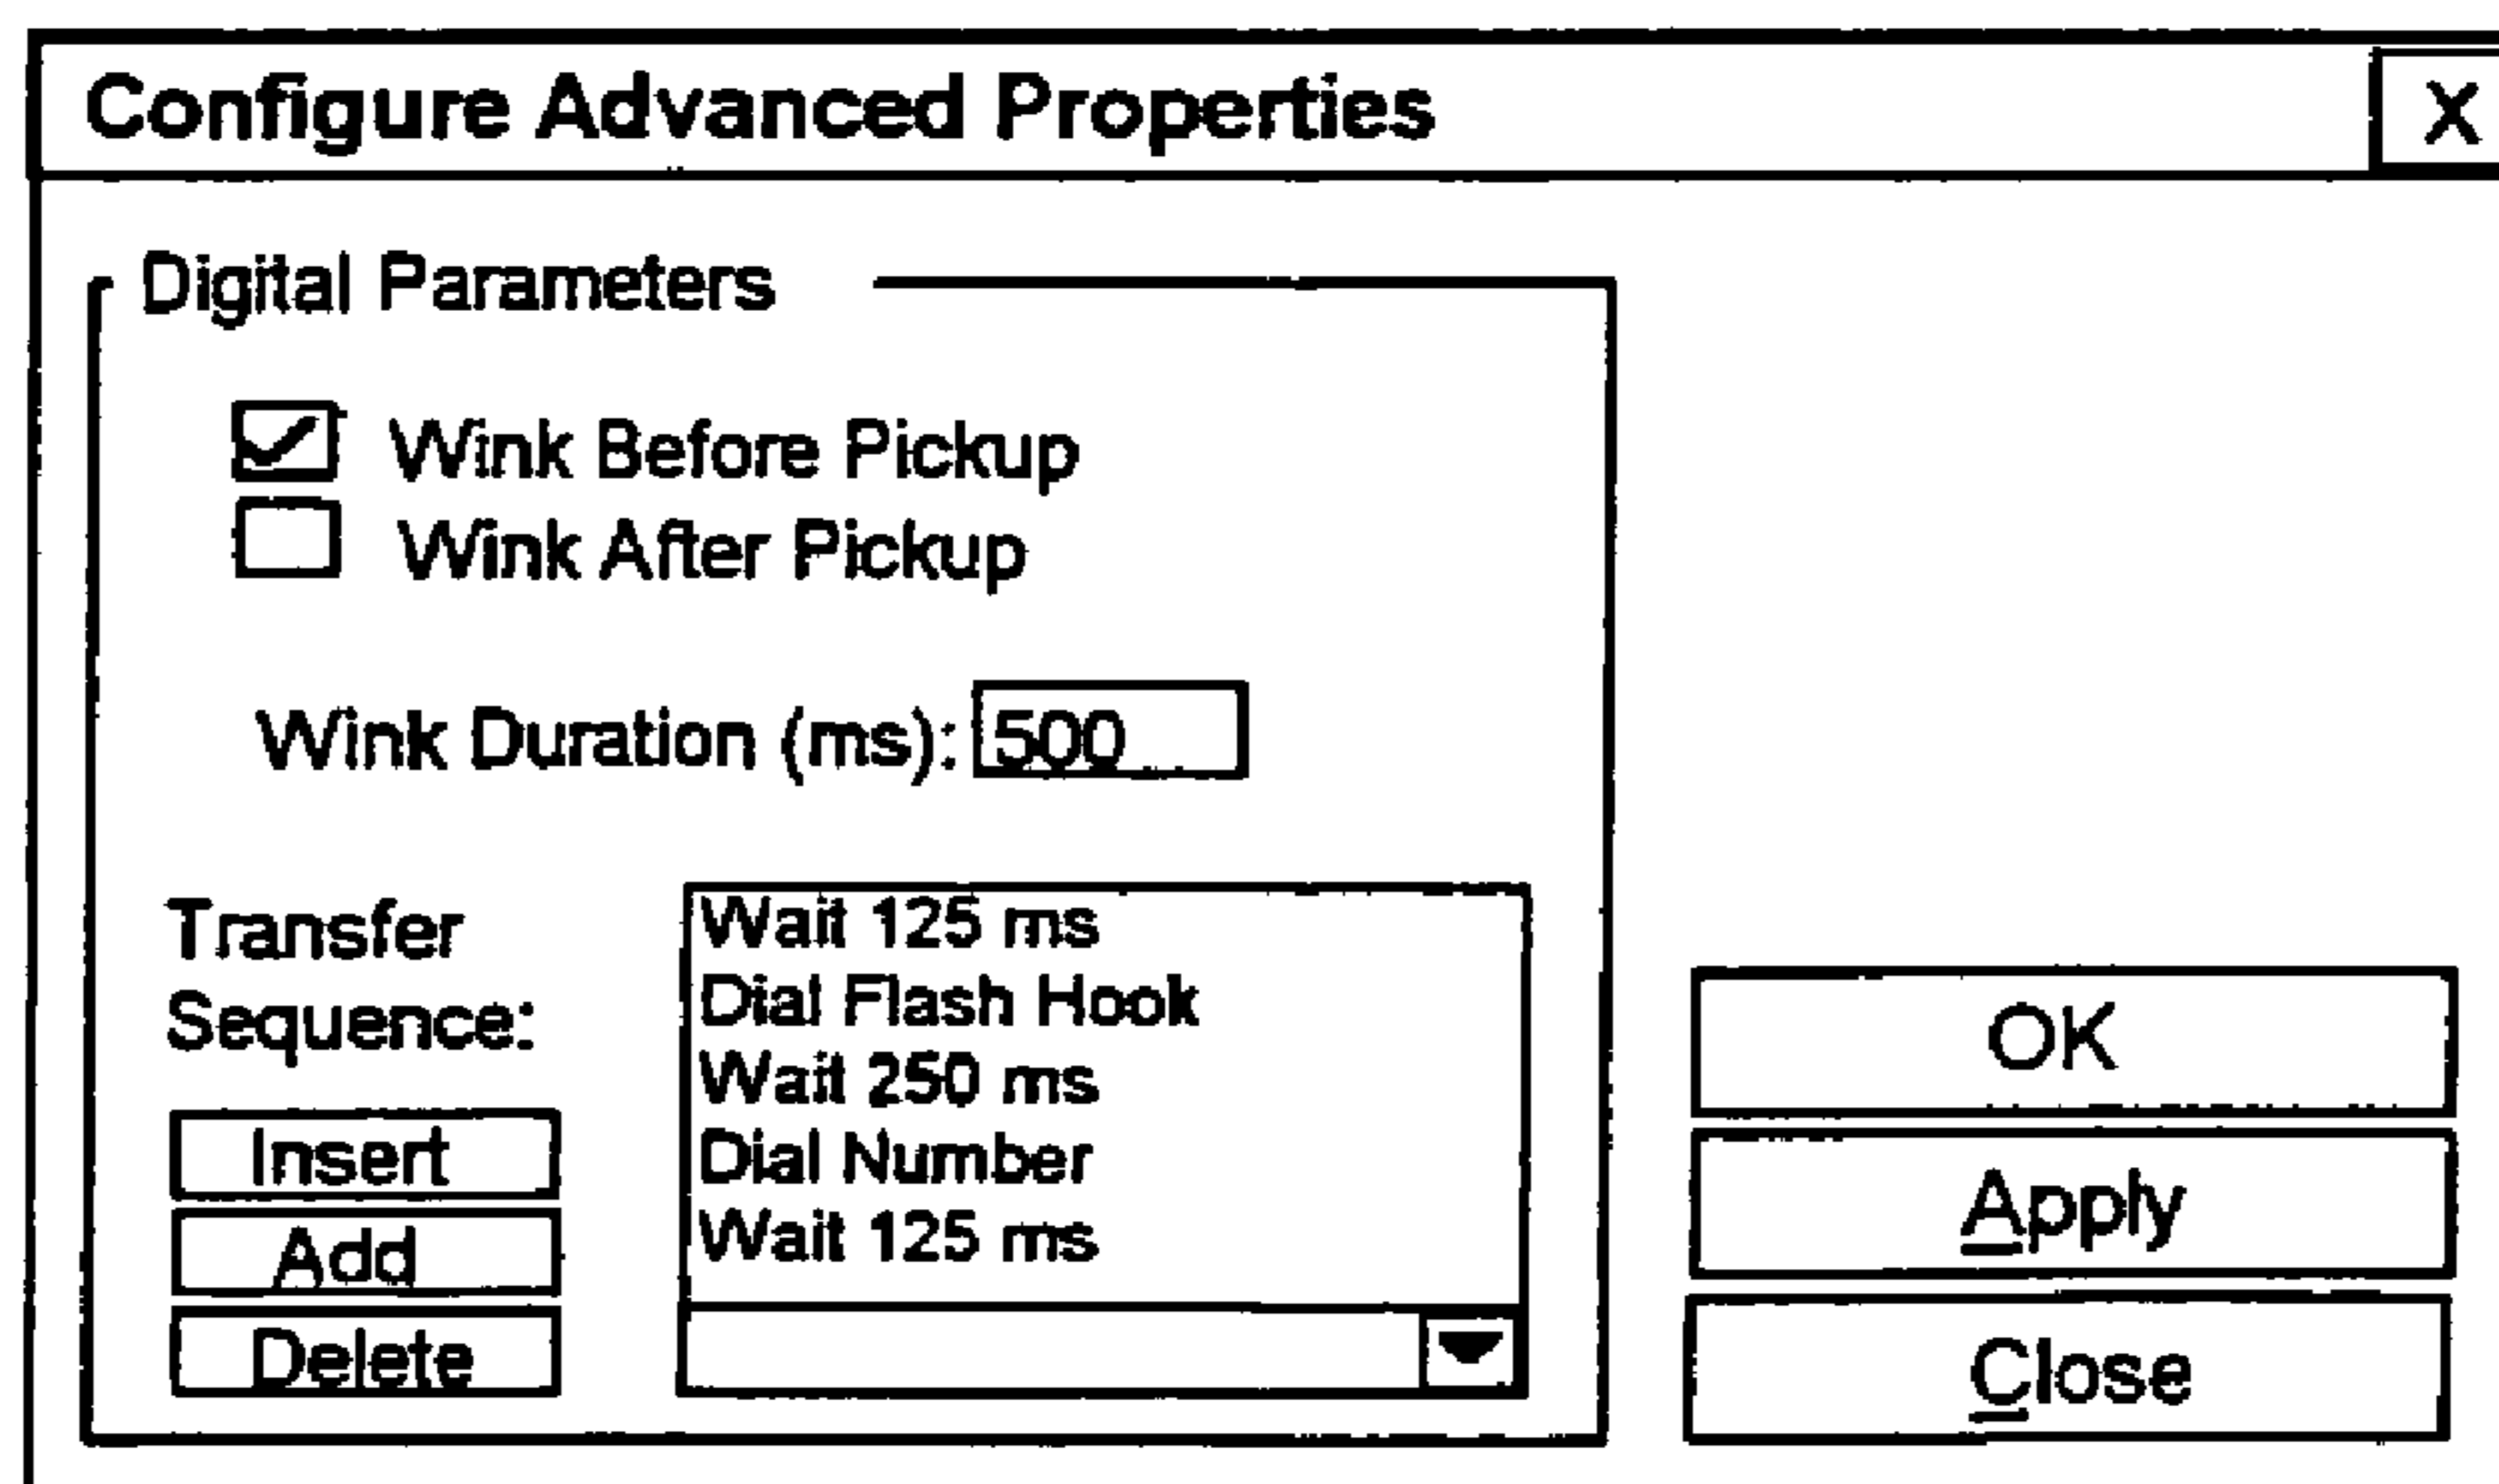 Configure Advanced Properties X
Digital Parameters
Wink Before Pickup
Wink After Pickup
Wink Duration (ms): 500
Transfer
Sequence:
Wait 125 ms
Dial Flash Hook
Wait 250 ms
Dial Number
Wait 125 ms
Insert
Add
Delete
OK
Apply
Close